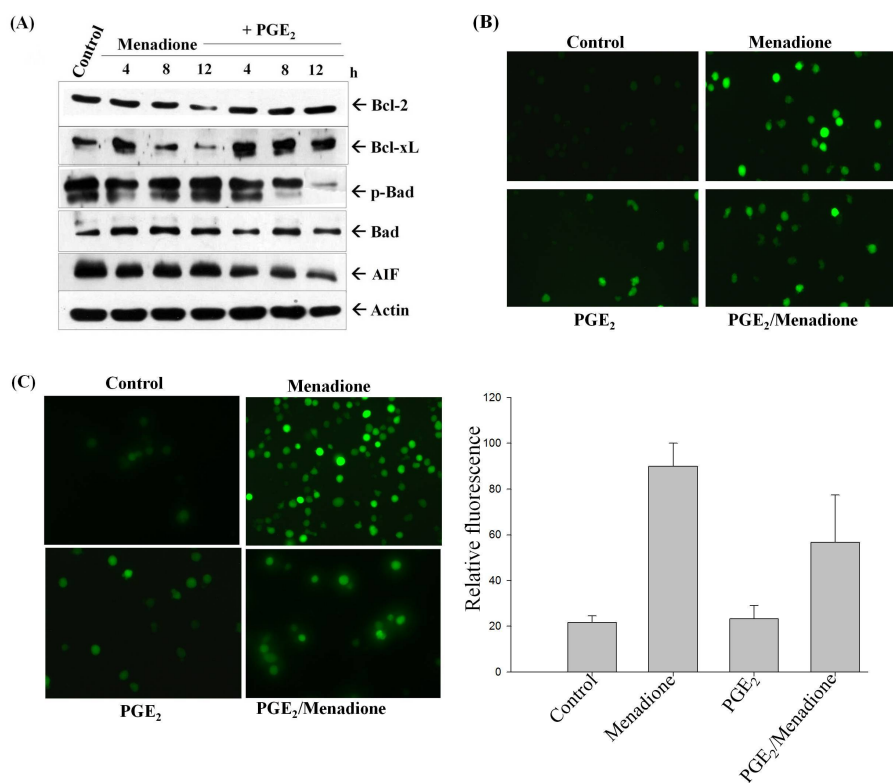 (A)
Control
Menadione
+ PGE₂
4 8 12 4 8 12 h
← Bcl-2
← Bcl-xL
← p-Bad
← Bad
← AIF
← Actin
(B)
Control Menadione
PGE₂ PGE₂/Menadione
(C)
Control Menadione
PGE₂ PGE₂/Menadione
Relative fluorescence
120
100
80
60
40
20
0
Control Menadione PGE₂ PGE₂/Menadione